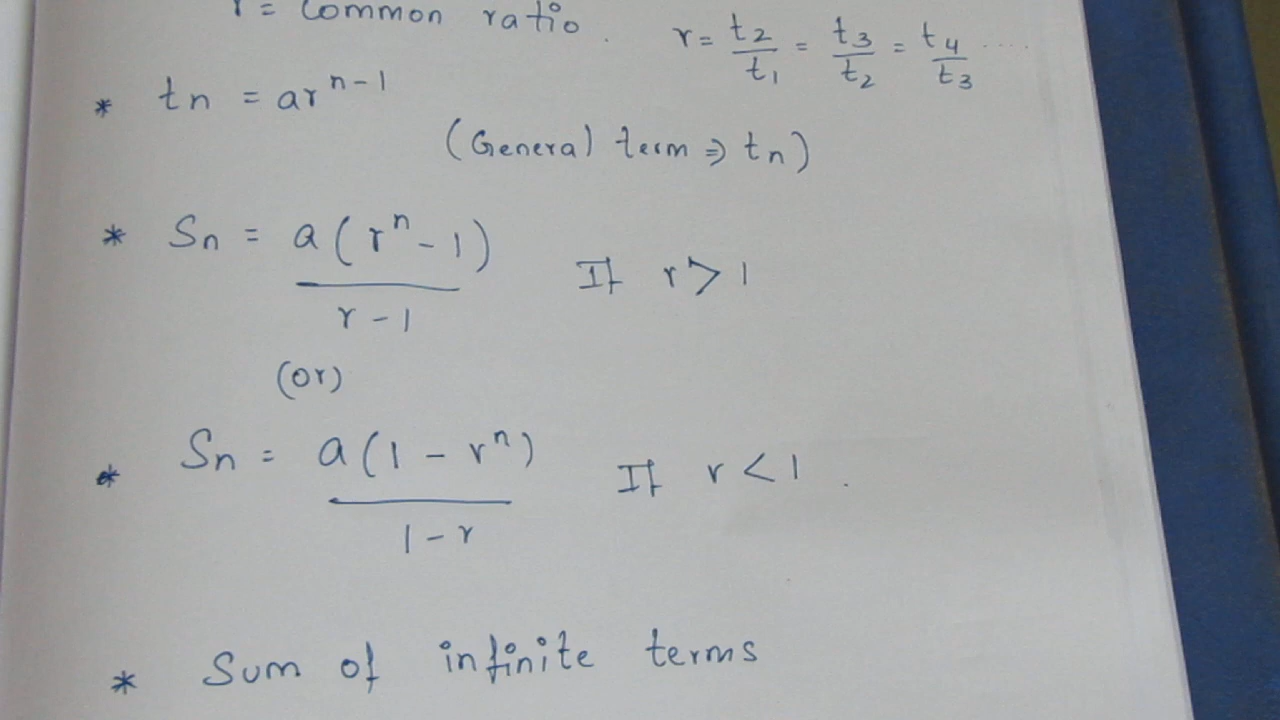 r = Common ratio. r = t2/t1 = t3/t2 = t4/t3 .....
* tn = ar^n-1
(General term ⇒ tn)
* Sn = a(r^n - 1)/r - 1 If r > 1
(or)
* Sn = a(1 - r^n)/1 - r If r < 1.
* Sum of infinite terms